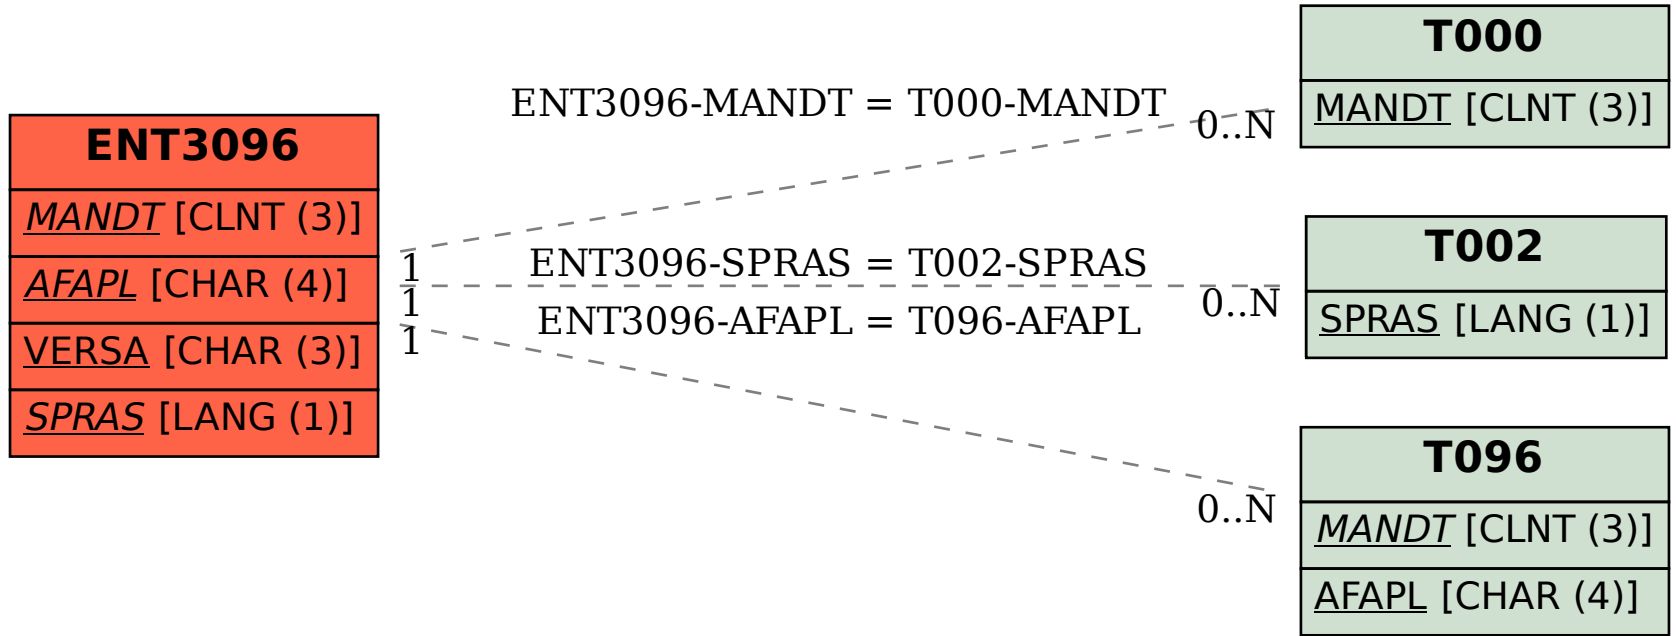 ENT3096
MANDT [CLNT (3)]
AFAPL [CHAR (4)]
VERSA [CHAR (3)]
SPRAS [LANG (1)]
ENT3096-MANDT = T000-MANDT
1
0..N
ENT3096-SPRAS = T002-SPRAS
1
0..N
ENT3096-AFAPL = T096-AFAPL
1
0..N
T000
MANDT [CLNT (3)]
T002
SPRAS [LANG (1)]
T096
MANDT [CLNT (3)]
AFAPL [CHAR (4)]